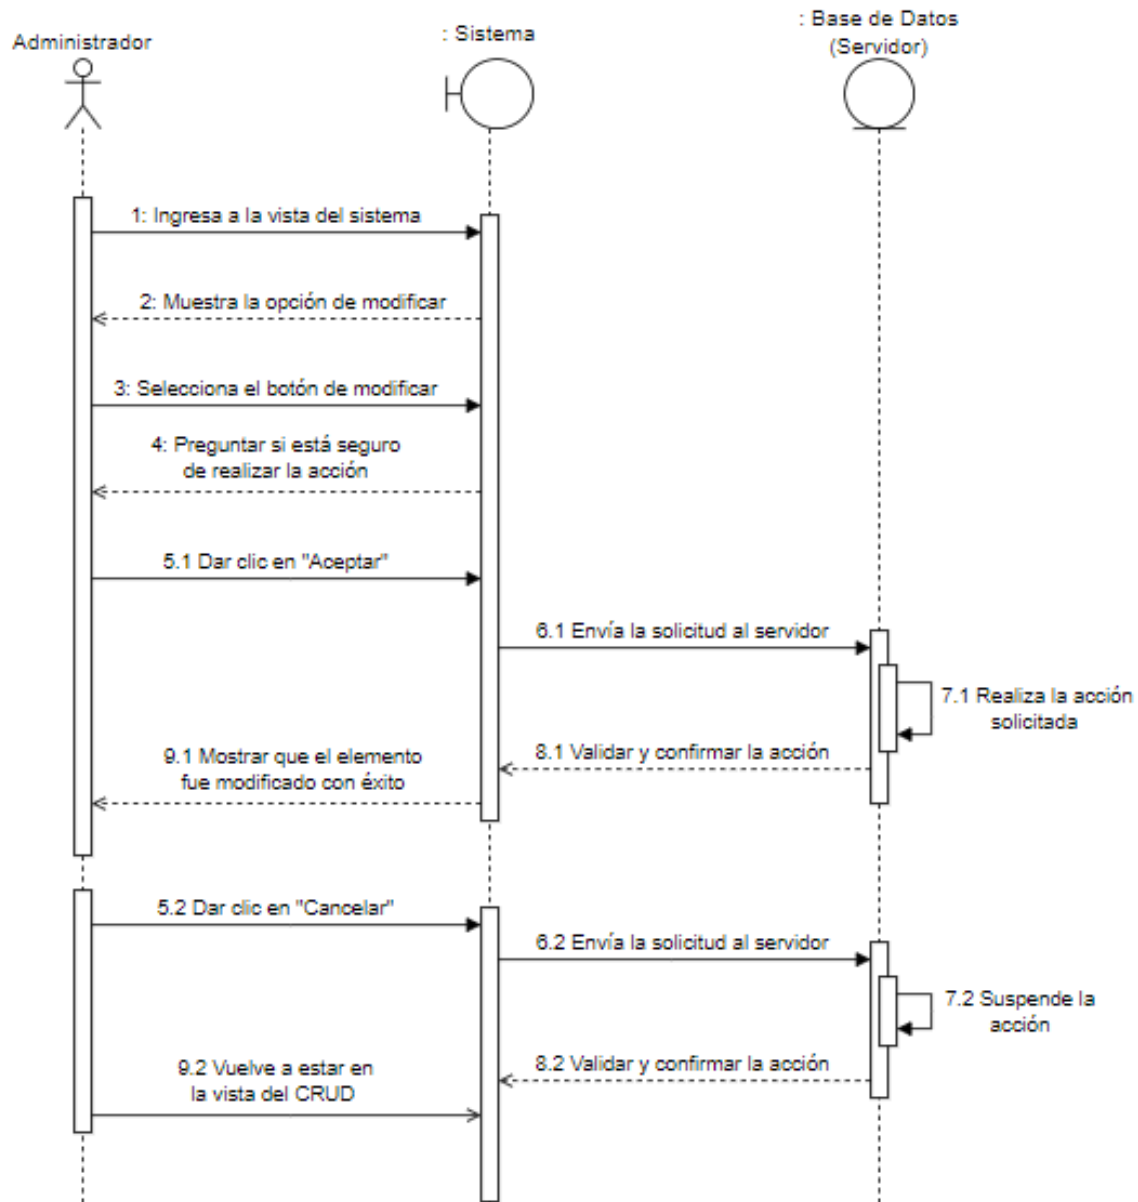 Administrador
: Sistema
: Base de Datos
(Servidor)
1: Ingresa a la vista del sistema
2: Muestra la opción de modificar
3: Selecciona el botón de modificar
4: Preguntar si está seguro
de realizar la acción
5.1 Dar clic en "Aceptar"
6.1 Envía la solicitud al servidor
7.1 Realiza la acción
solicitada
8.1 Validar y confirmar la acción
9.1 Mostrar que el elemento
fue modificado con éxito
5.2 Dar clic en "Cancelar"
6.2 Envía la solicitud al servidor
7.2 Suspende la
acción
8.2 Validar y confirmar la acción
9.2 Vuelve a estar en
la vista del CRUD